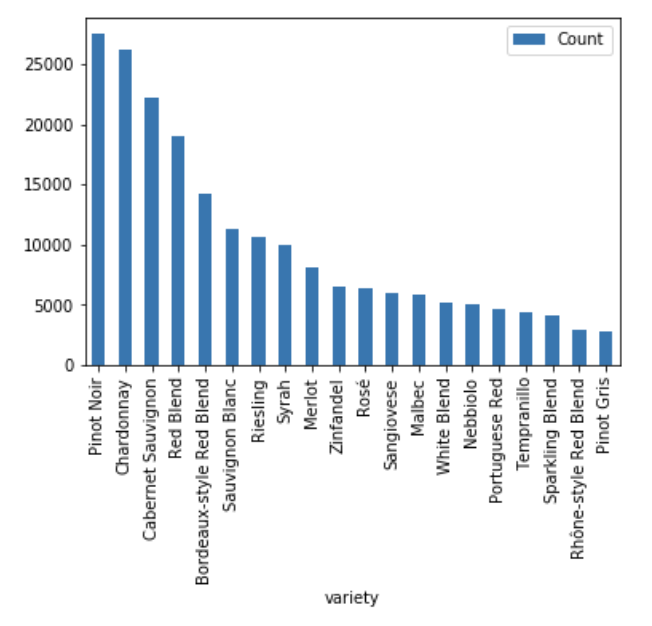 Count
25000
20000
15000
10000
5000
0
Pinot Noir
Chardonnay
Cabernet Sauvignon
Red Blend
Bordeaux-style Red Blend
Sauvignon Blanc
Riesling
Syrah
Merlot
Zinfandel
Rosé
Sangiovese
Malbec
White Blend
Nebbiolo
Portuguese Red
Tempranillo
Sparkling Blend
Rhône-style Red Blend
Pinot Gris
variety